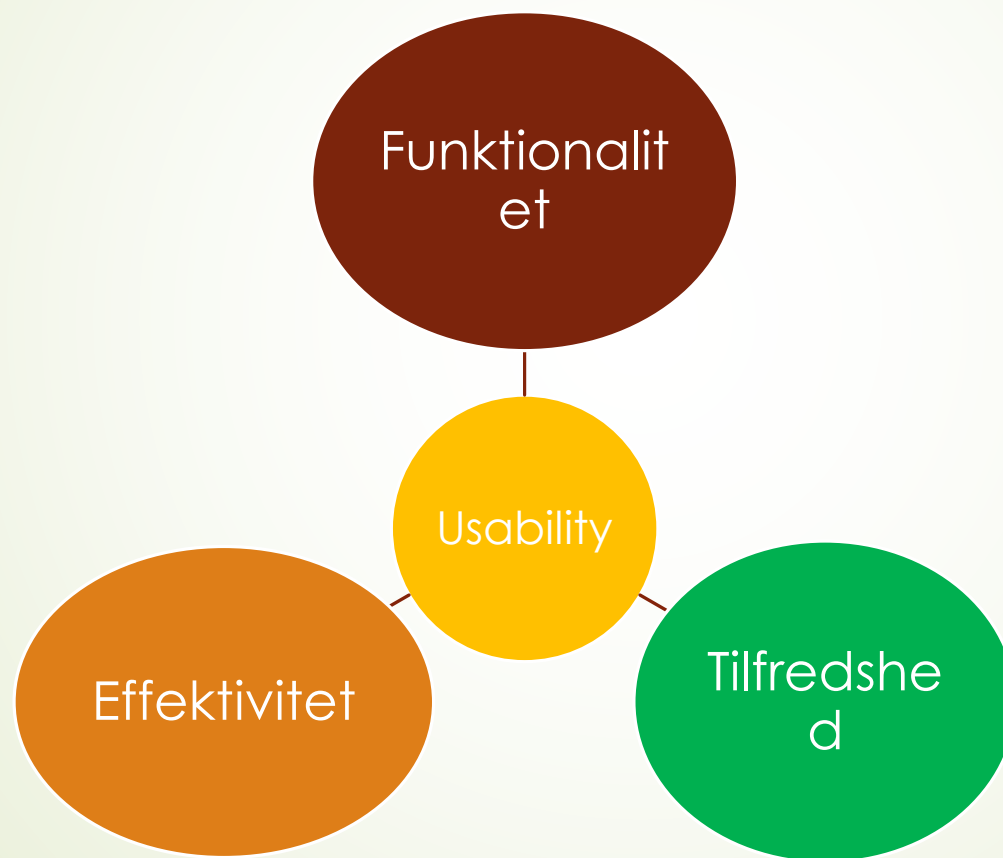 Funktionalit
et
Usability
Effektivitet
Tilfredshe
d